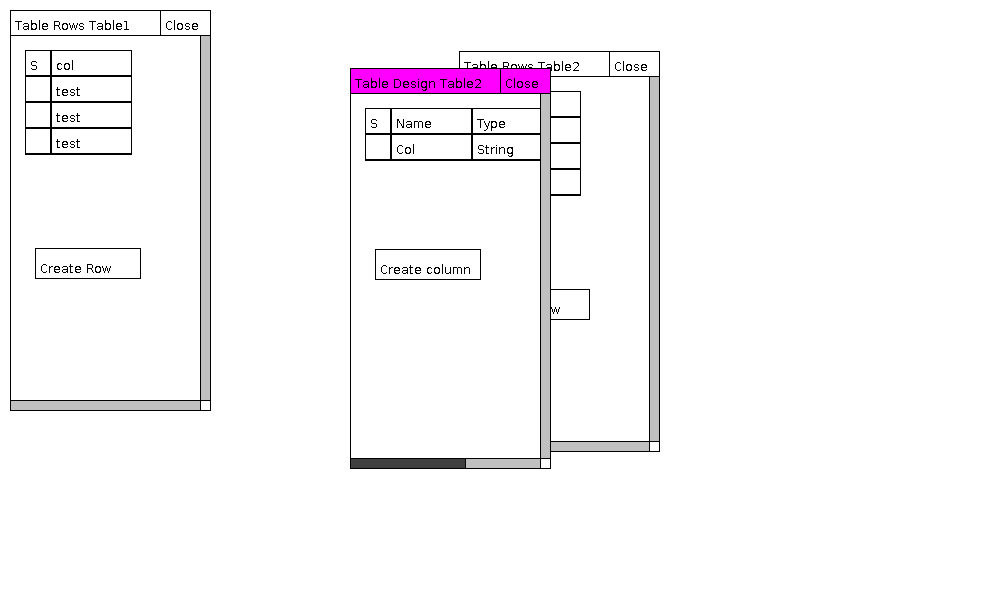 Table Rows Table1 Close
S col
test
test
test
Create Row
Table Rows Table2 Close
Table Design Table2 Close
S Name Type
Col String
Create column
w